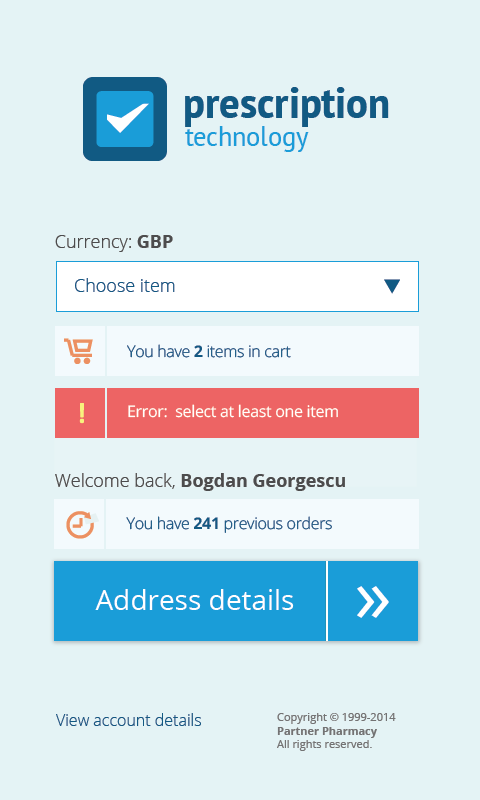 prescription
technology
Currency: GBP
Choose item
You have 2 items in cart
! Error: select at least one item
Welcome back, Bogdan Georgescu
You have 241 previous orders
Address details
View account details
Copyright © 1999-2014
Partner Pharmacy
All rights reserved.